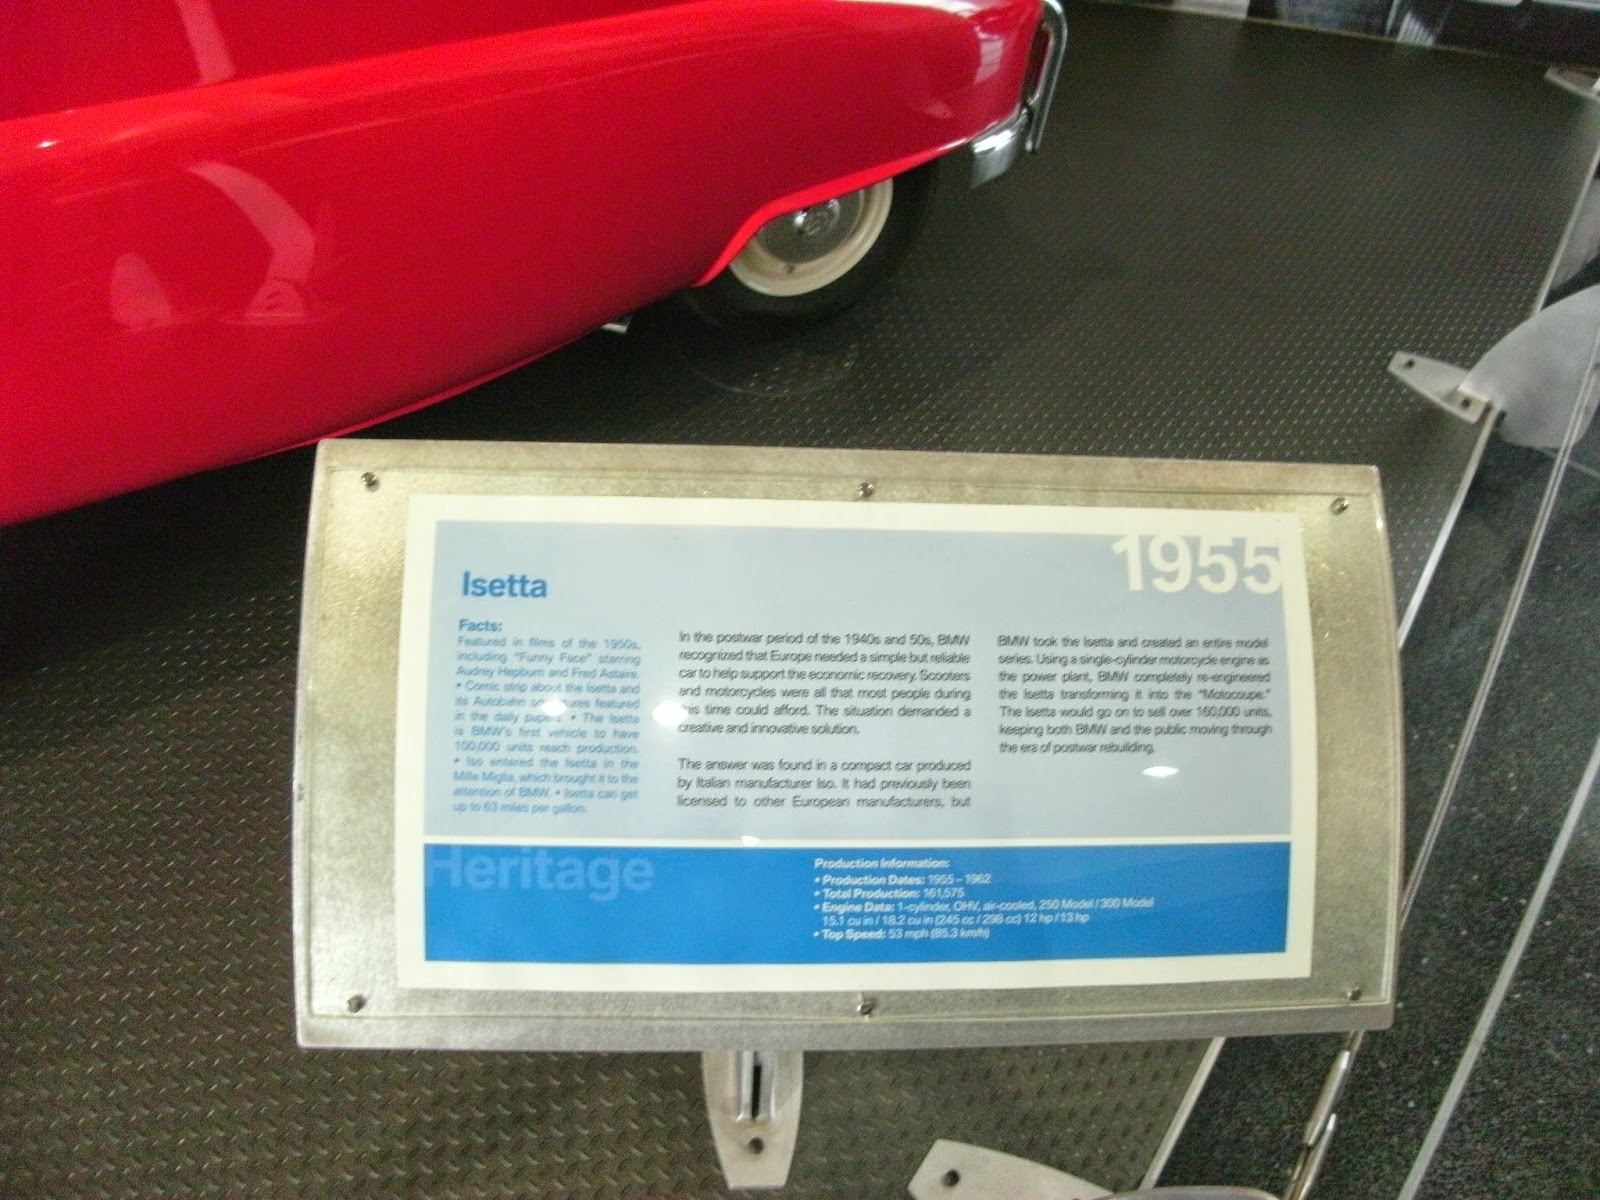 1955
Isetta
Facts:
Featured in films of the 1950s,
including "Funny Face" starring
Audrey Hepburn and Fred Astaire.
• Comic strip about the Isetta and
its Autobahn featured
in the daily • The Isetta
is BMW's first vehicle to have
100,000 units reach production.
• Iso entered the Isetta in the
Mille Miglia, which brought it to the
attention of BMW. • Isetta can get
up to 63 miles per gallon.
In the postwar period of the 1940s and 50s, BMW
recognized that Europe needed a simple but reliable
car to help support the economic recovery. Scooters
and motorcycles were all that most people during
this time could afford. The situation demanded a
creative and innovative solution.
The answer was found in a compact car produced
by Italian manufacturer Iso. It had previously been
licensed to other European manufacturers, but
BMW took the Isetta and created an entire model
series. Using a single-cylinder motorcycle engine as
the power plant, BMW completely re-engineered
the Isetta transforming it into the "Motocoupe."
The Isetta would go on to sell over 160,000 units,
keeping both BMW and the public moving through
the era of postwar rebuilding.
Heritage
Production Information:
• Production Dates: 1955 – 1962
• Total Production: 161,575
• Engine Data: 1-cylinder, OHV, air-cooled, 250 Model / 300 Model
15.1 cu in / 18.2 cu in (245 cc / 298 cc) 12 hp / 13 hp
• Top Speed: 53 mph (85.3 km/h)